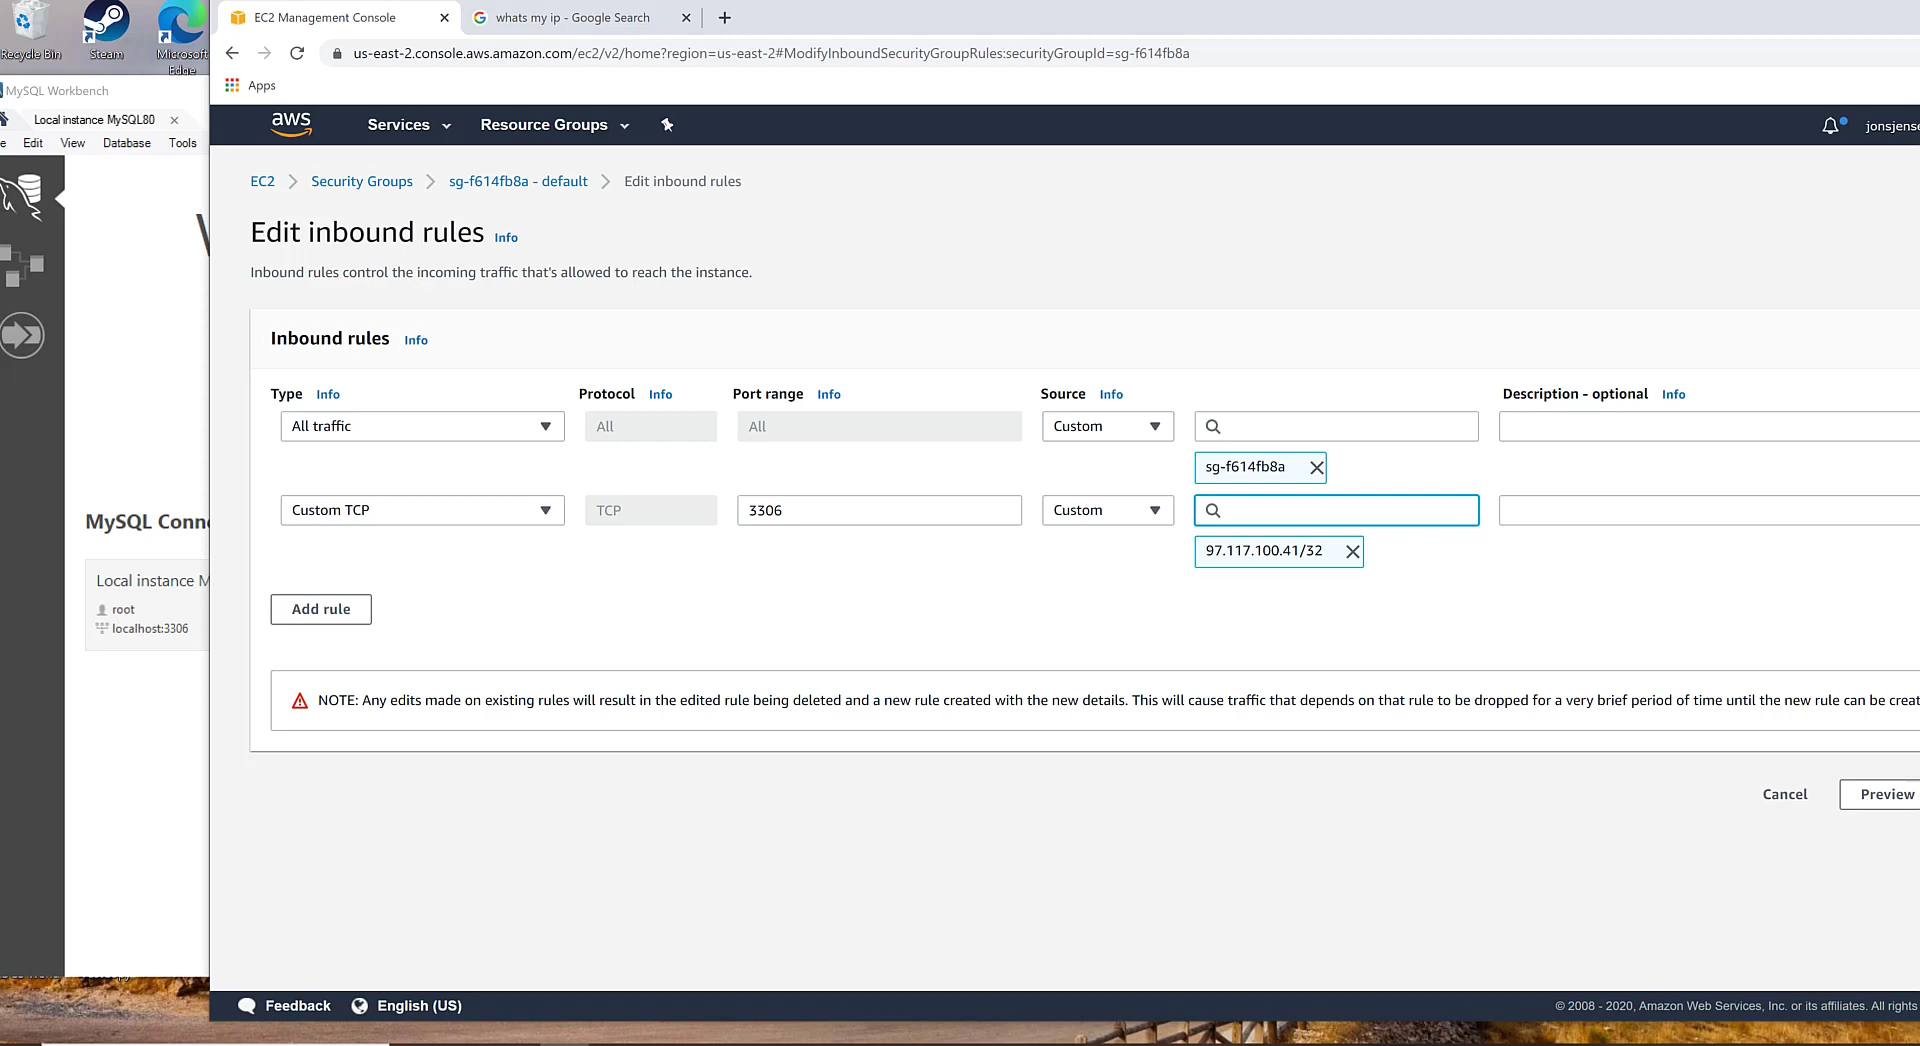 Recycle Bin
Steam
Microsoft
Edge
EC2 Management Console
whats my ip - Google Search
us-east-2.console.aws.amazon.com/ec2/v2/home?region=us-east-2#ModifyInboundSecurityGroupRules:securityGroupId=sg-f614fb8a
Apps
MySQL Workbench
Local instance MySQL80
Edit View Database Tools
aws
Services
Resource Groups
jonsjense
EC2
Security Groups
sg-f614fb8a - default
Edit inbound rules
Edit inbound rules Info
Inbound rules control the incoming traffic that's allowed to reach the instance.
Inbound rules Info
Type Info Protocol Info Port range Info Source Info Description - optional Info
All traffic All All Custom
sg-f614fb8a
Custom TCP TCP 3306 Custom
97.117.100.41/32
Add rule
MySQL Conn
Local instance M
root
localhost:3306
NOTE: Any edits made on existing rules will result in the edited rule being deleted and a new rule created with the new details. This will cause traffic that depends on that rule to be dropped for a very brief period of time until the new rule can be creat
Cancel
Preview
Feedback
English (US)
© 2008 - 2020, Amazon Web Services, Inc. or its affiliates. All rights